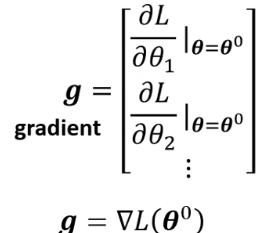 ∂L/∂θ₁ |θ=θ⁰
g =
gradient
∂L/∂θ₂ |θ=θ⁰
⋮
g = ∇L(θ⁰)